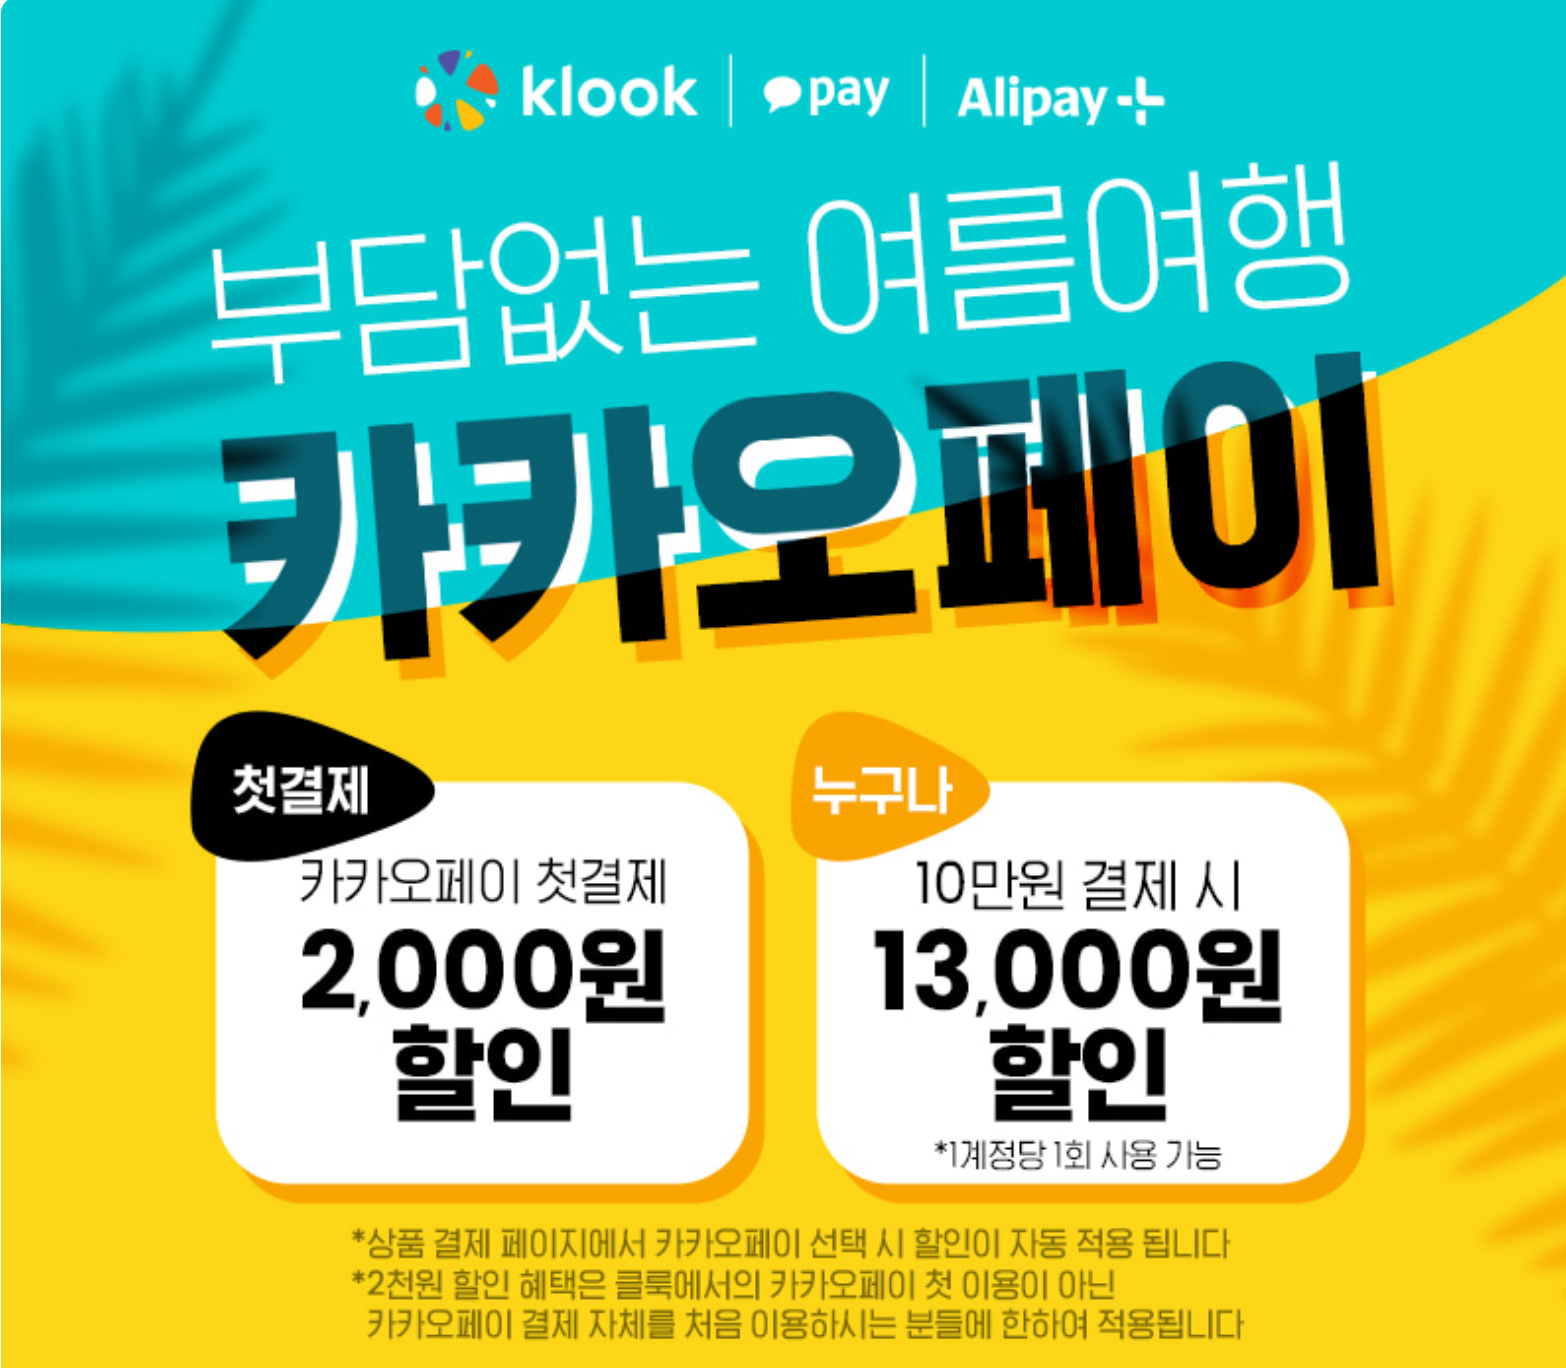 klook | pay | Alipay+
부담없는 여름여행
카카오페이
첫결제
카카오페이 첫결제
2,000원
할인
누구나
10만원 결제 시
13,000원
할인
*1계정당 1회 사용 가능
*상품 결제 페이지에서 카카오페이 선택 시 할인이 자동 적용 됩니다
*2천원 할인 혜택은 클룩에서의 카카오페이 첫 이용이 아닌
카카오페이 결제 자체를 처음 이용하시는 분들에 한하여 적용됩니다